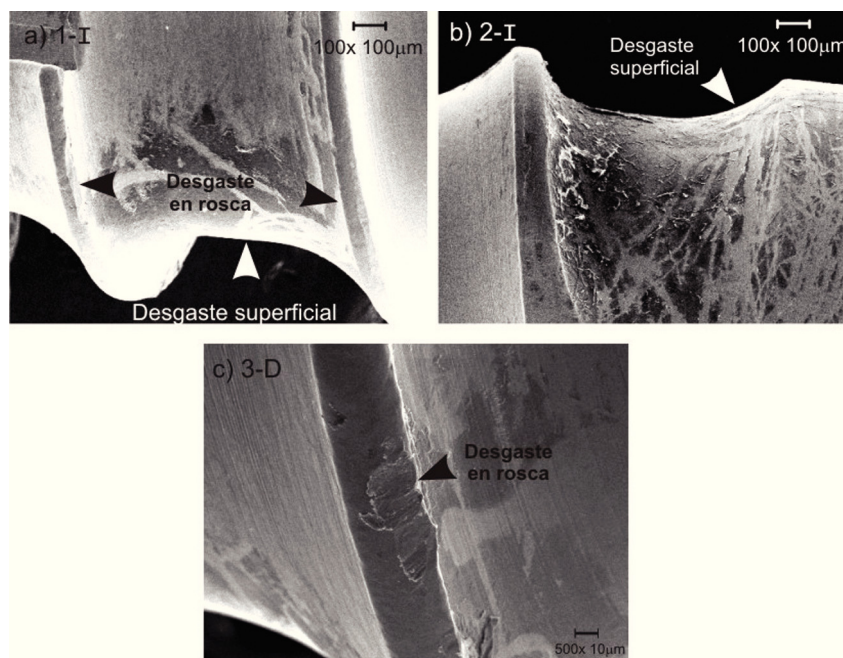 a) 1-I
100x 100μm
Desgaste
en rosca
Desgaste superficial
b) 2-I
Desgaste
superficial
100x 100μm
c) 3-D
Desgaste
en rosca
500x 10μm